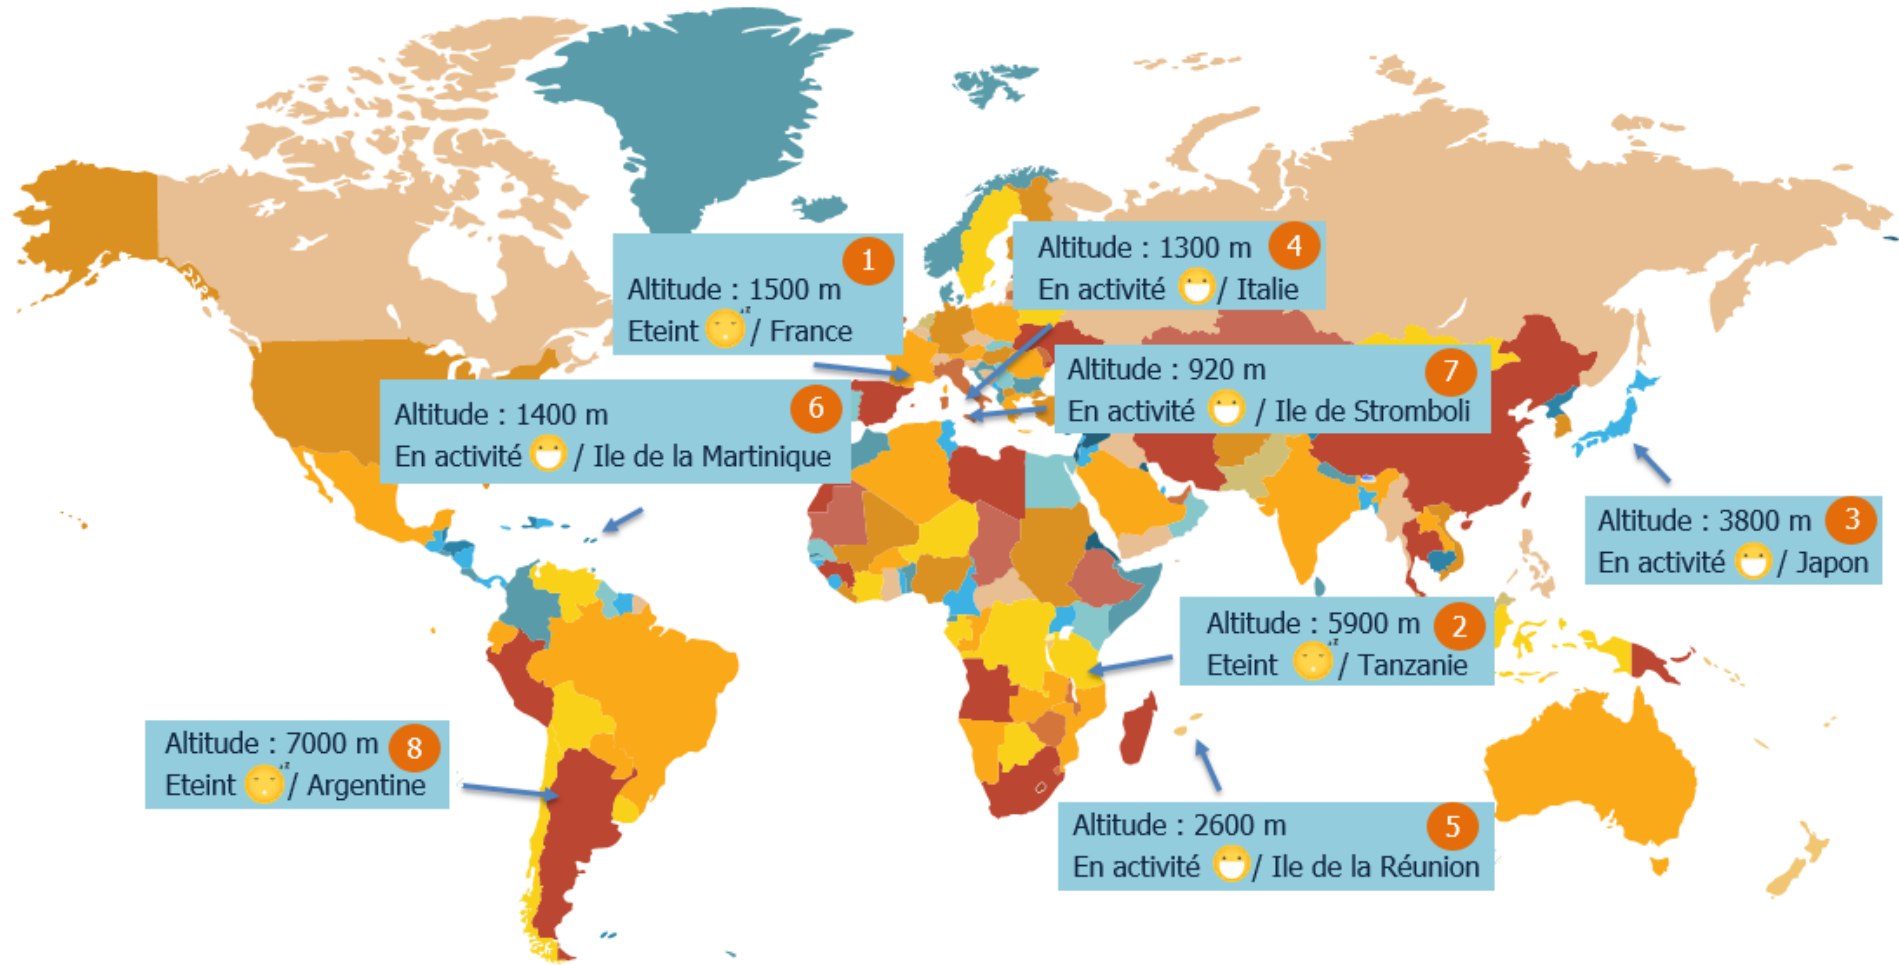 1
Altitude : 1500 m
Eteint / France
4
Altitude : 1300 m
En activité / Italie
7
Altitude : 920 m
En activité / Ile de Stromboli
6
Altitude : 1400 m
En activité / Ile de la Martinique
3
Altitude : 3800 m
En activité / Japon
2
Altitude : 5900 m
Eteint / Tanzanie
8
Altitude : 7000 m
Eteint / Argentine
5
Altitude : 2600 m
En activité / Ile de la Réunion